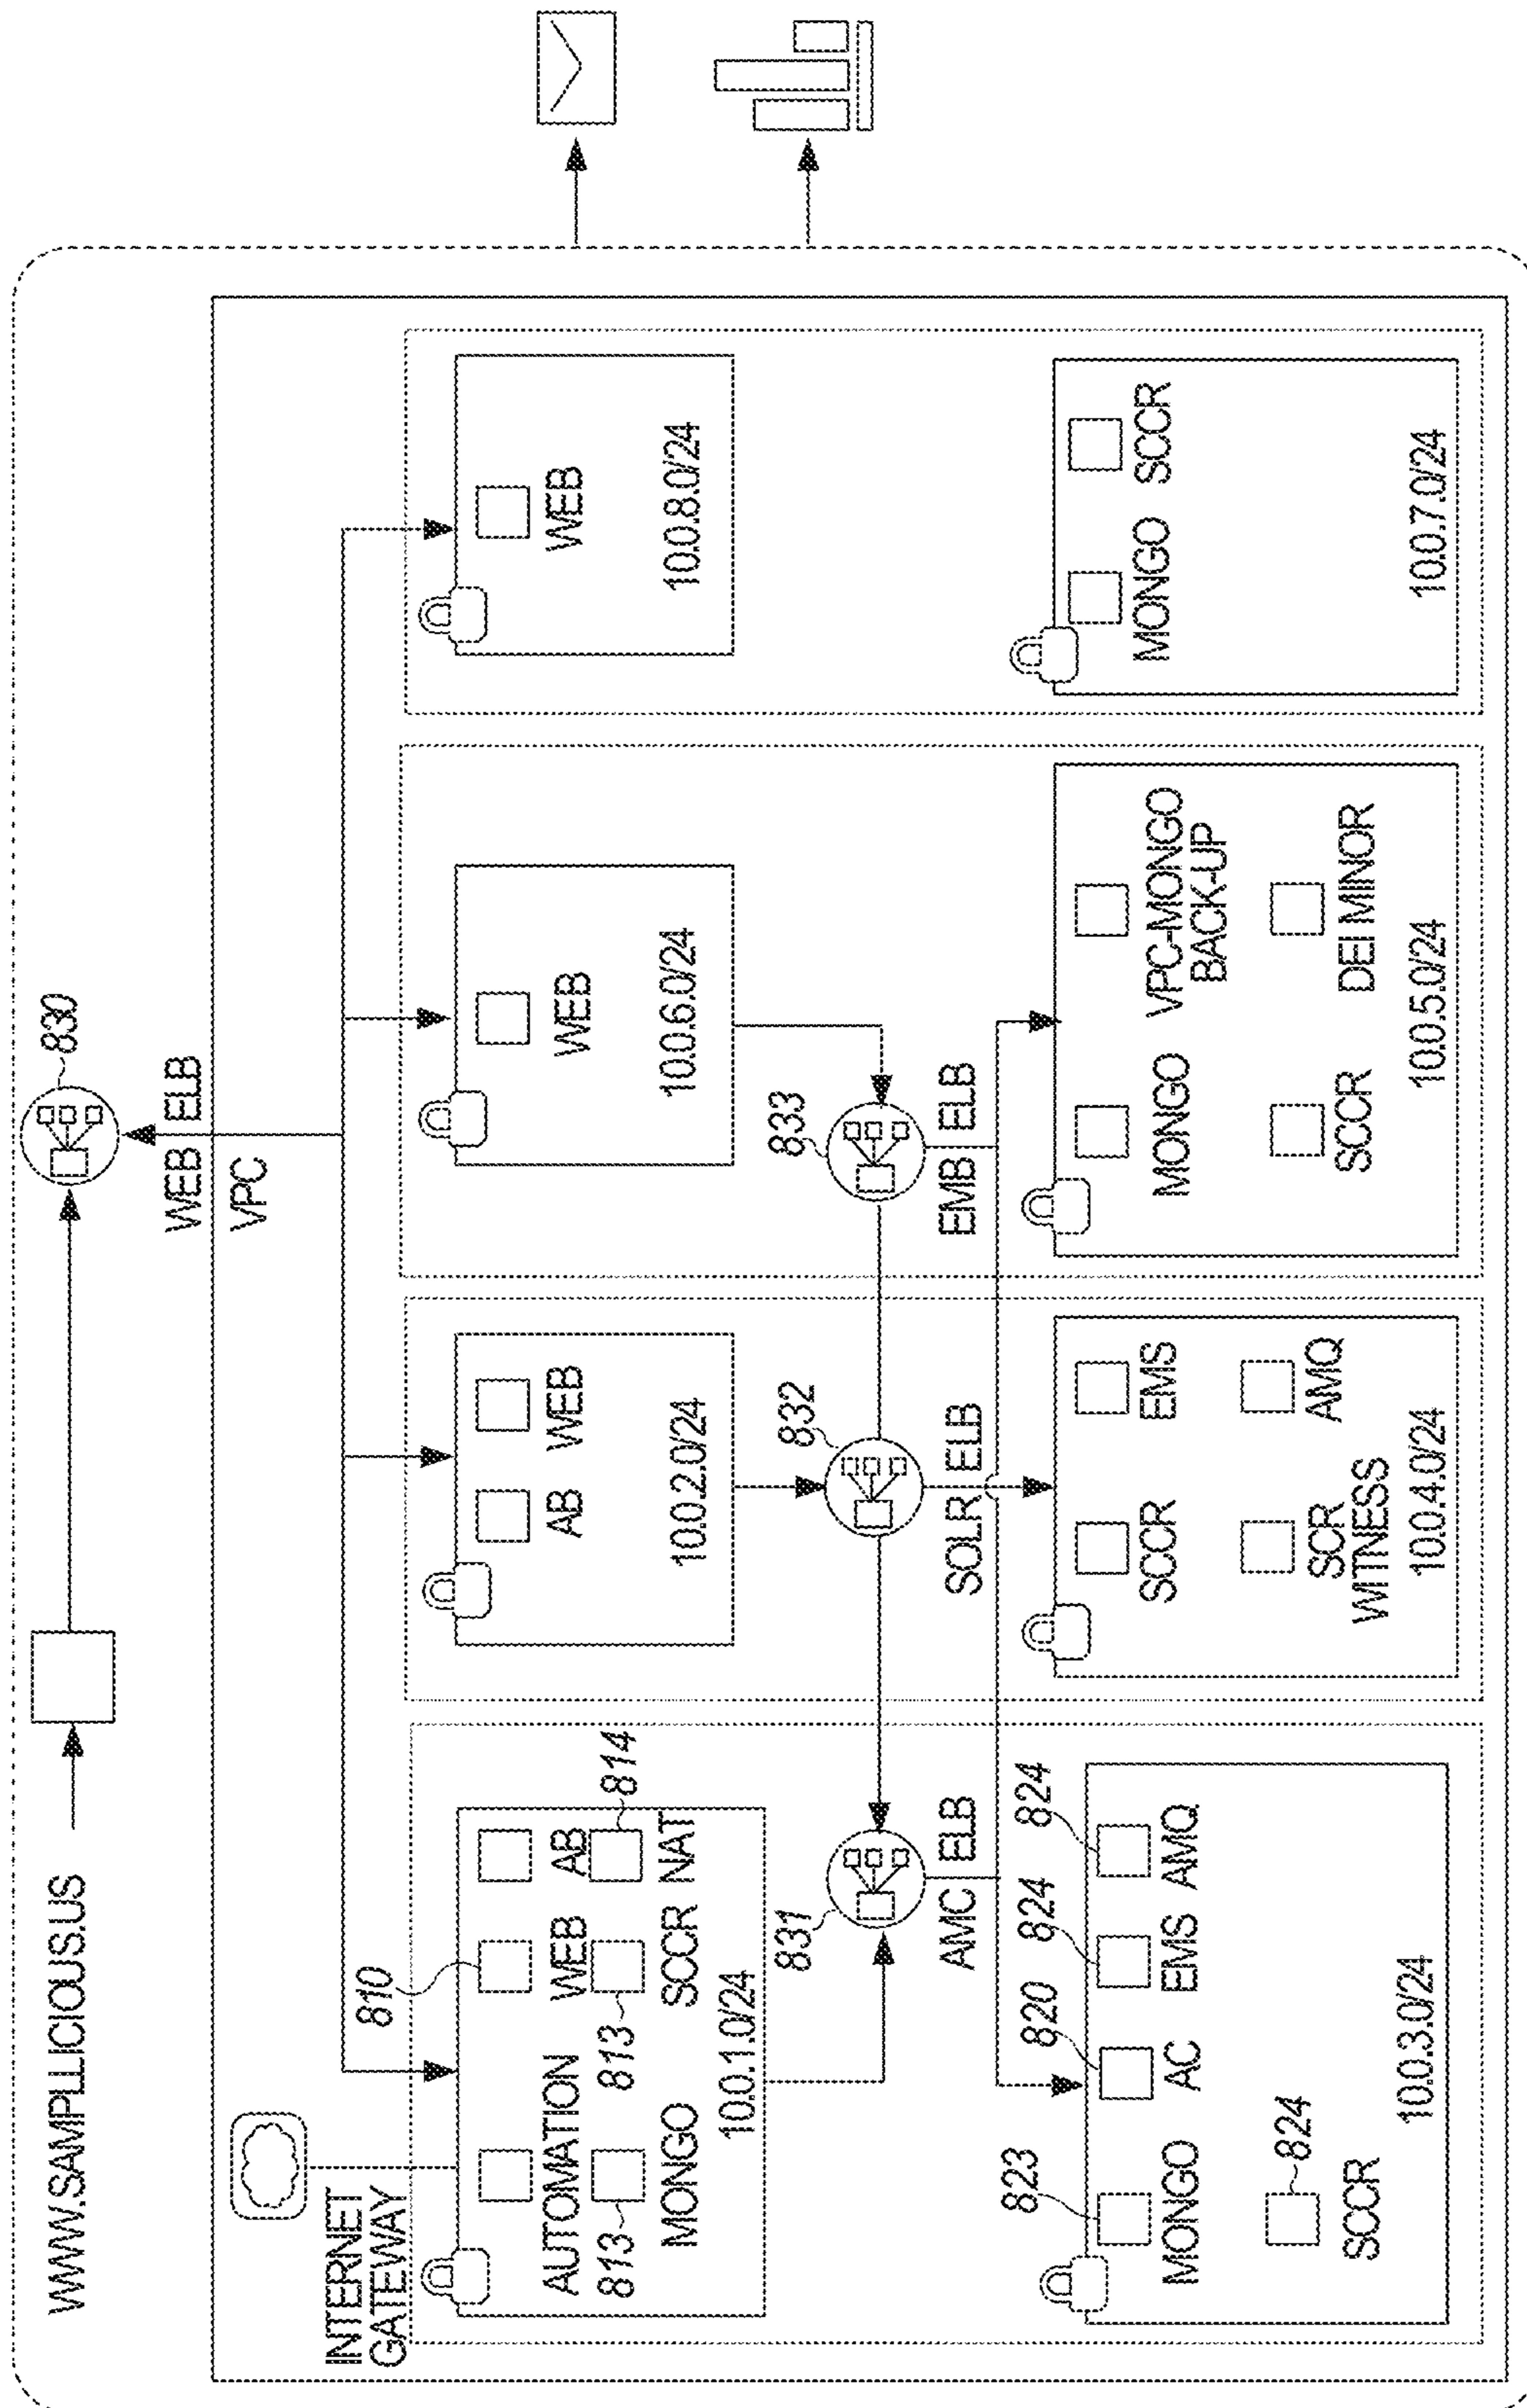 WWW.SAMPLLICIOUS.US
830
WEB ELB
VPC
INTERNET
GATEWAY
810
AUTOMATION WEB AB
813
813
814
MONGO SCCR NAT
10.0.1.0/24
AB WEB
10.0.2.0/24
WEB
10.0.6.0/24
WEB
10.0.8.0/24
831
AMC ELB
832
SOLR ELB
833
EMB ELB
823
820
824
824
MONGO AC EMS AMQ
824
SCCR
10.0.3.0/24
SCCR EMS
SCR
WITNESS
AMQ
10.0.4.0/24
MONGO VPC-MONGO
BACK-UP
SCCR DEI MINOR
10.0.5.0/24
MONGO SCCR
10.0.7.0/24